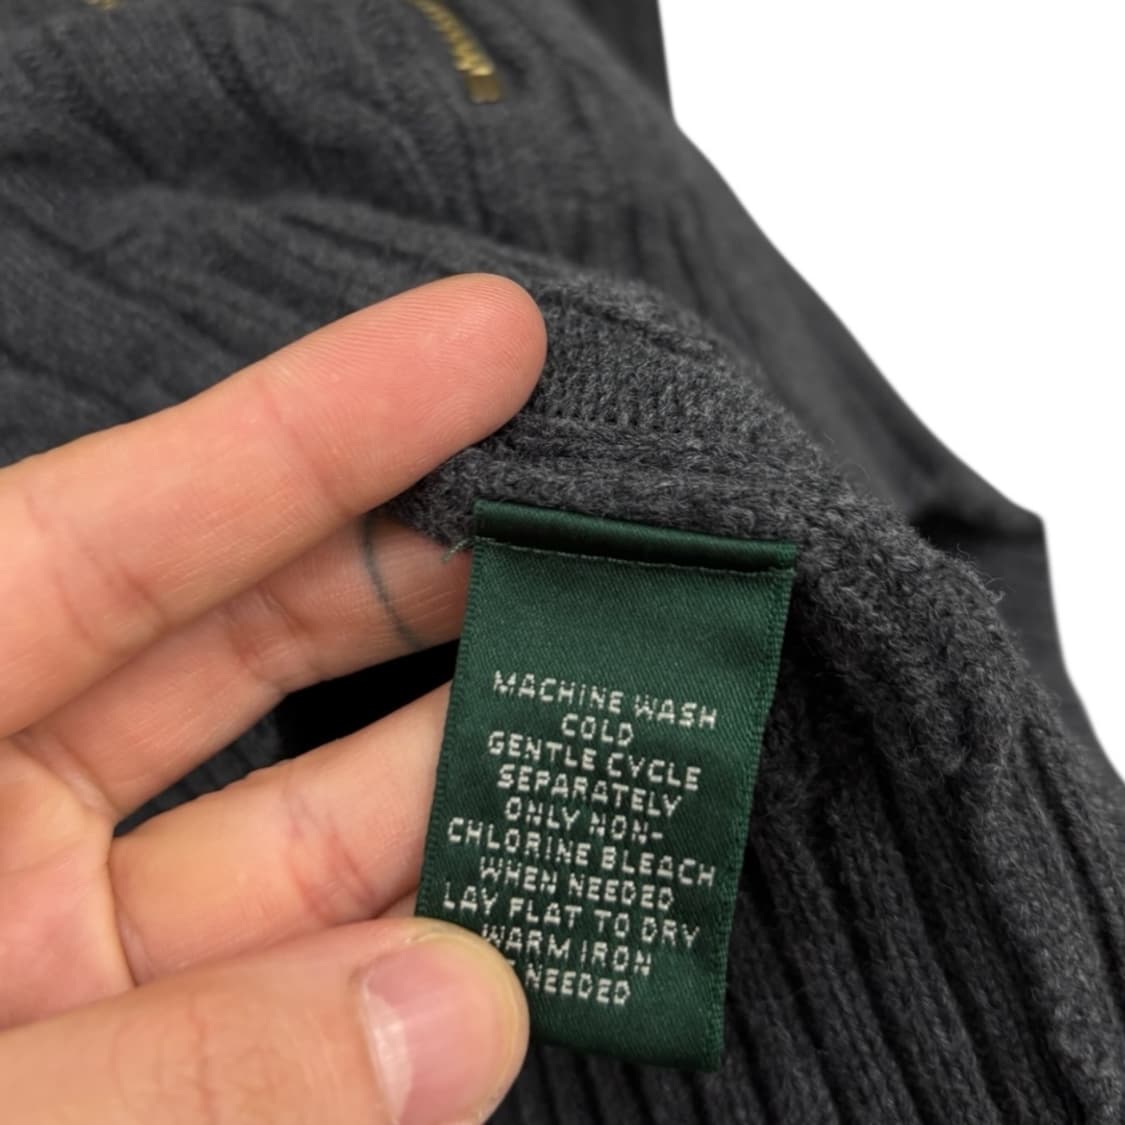 MACHINE WASH
COLD
GENTLE CYCLE
SEPARATELY
ONLY NON-
CHLORINE BLEACH
WHEN NEEDED
LAY FLAT TO DRY
WARM IRON
NEEDED